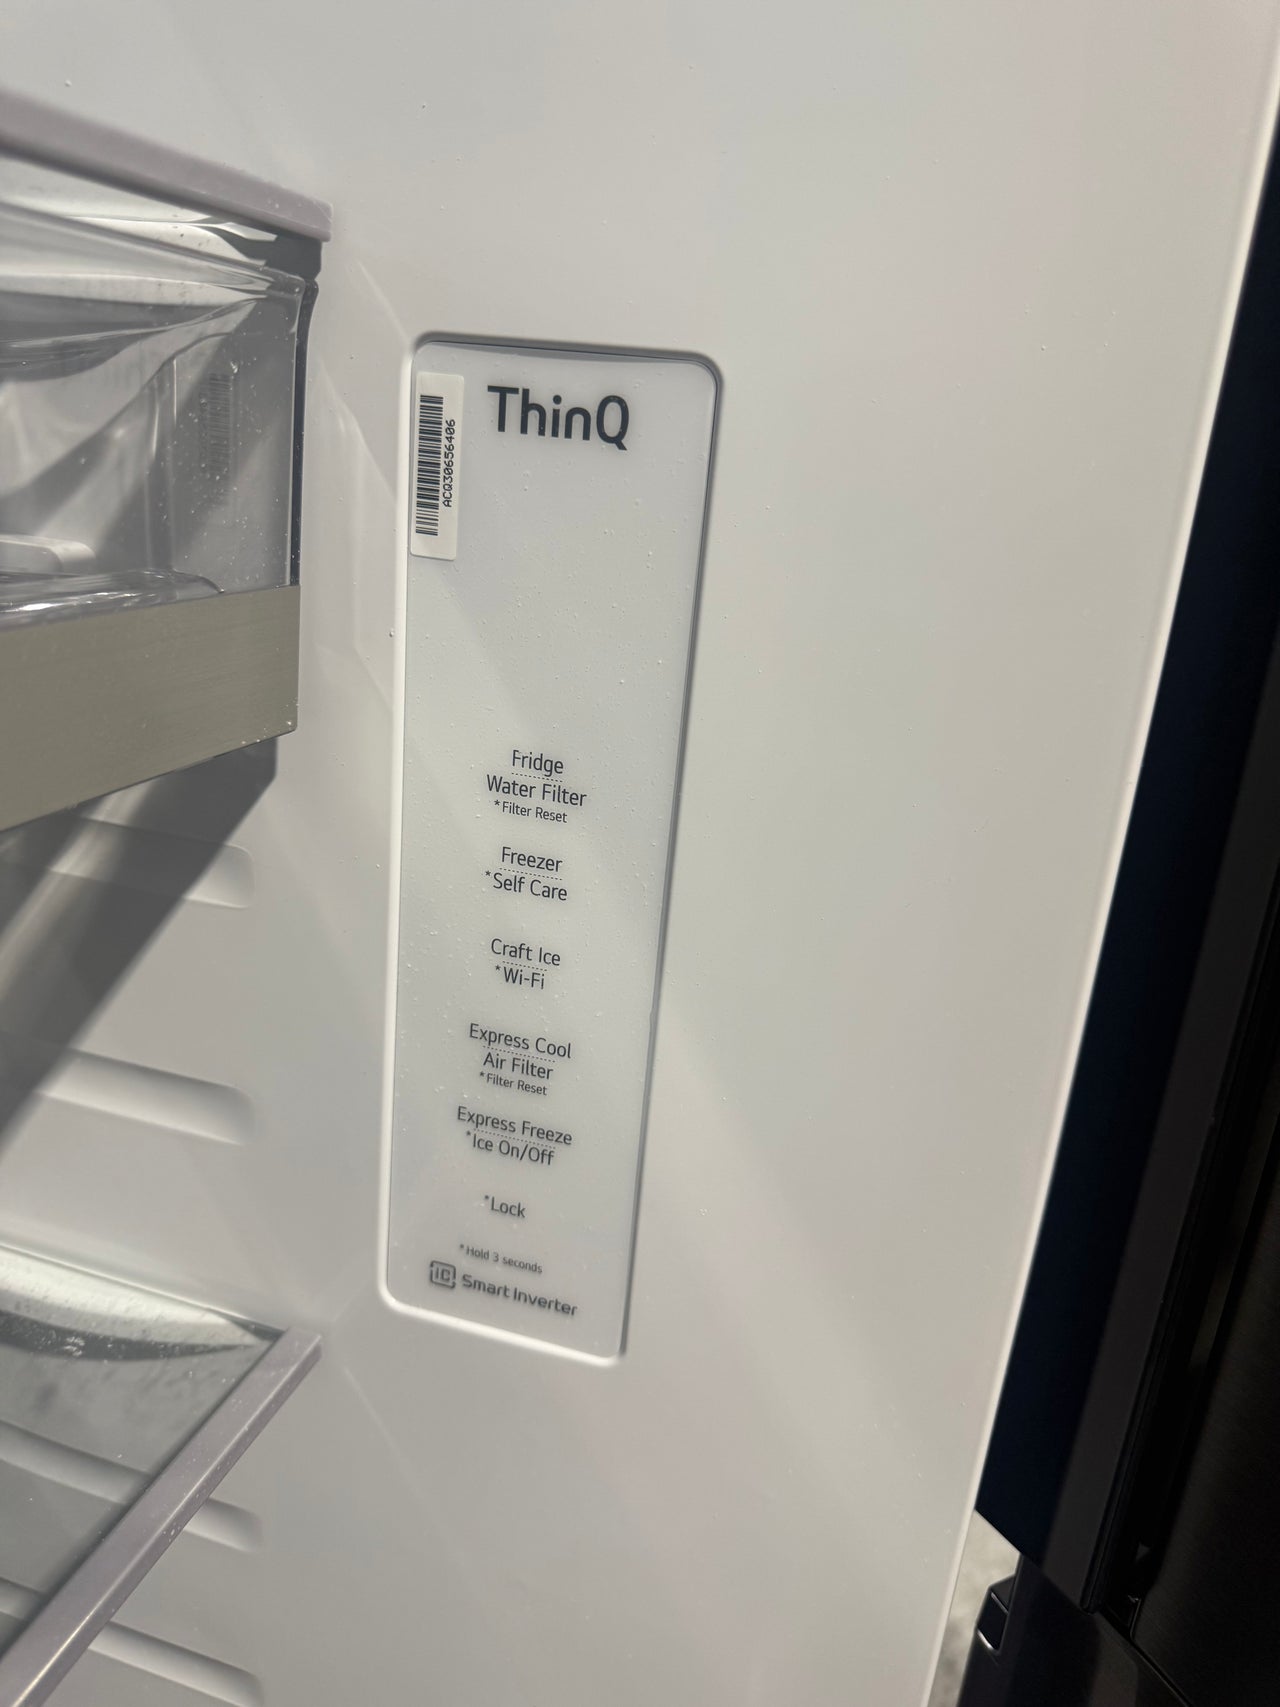 ThinQ
ACQ30656406
Fridge
Water Filter
*Filter Reset
Freezer
*Self Care
Craft Ice
*Wi-Fi
Express Cool
Air Filter
*Filter Reset
Express Freeze
*Ice On/Off
*Lock
*Hold 3 seconds
iC Smart Inverter